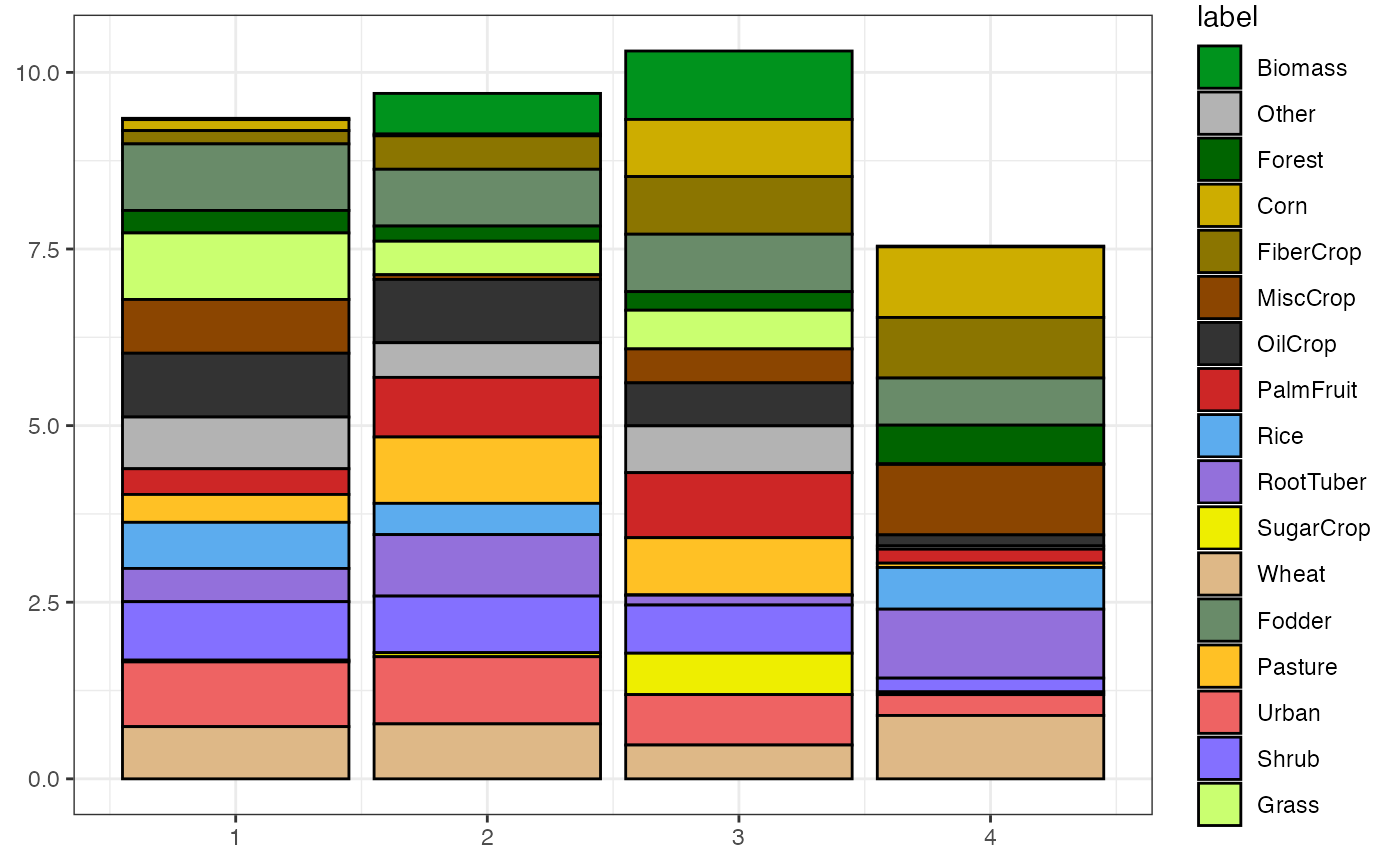 label
Biomass
Other
Forest
Corn
FiberCrop
MiscCrop
OilCrop
PalmFruit
Rice
RootTuber
SugarCrop
Wheat
Fodder
Pasture
Urban
Shrub
Grass
10.0
7.5
5.0
2.5
0.0
1 2 3 4